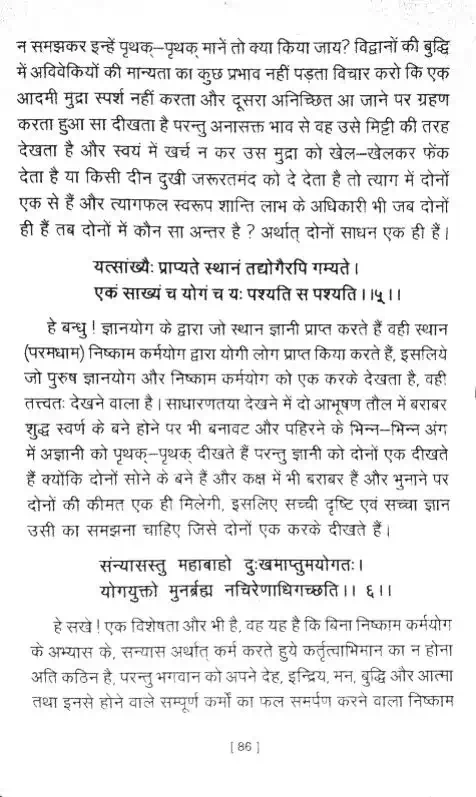 न समझकर इन्हें पृथक्–पृथक् मानें तो क्या किया जाय? विद्वानों की बुद्धि
में अविवेकियों की मान्यता का कुछ प्रभाव नहीं पड़ता विचार करो कि एक
आदमी मुद्रा स्पर्श नहीं करता और दूसरा अनिच्छित आ जाने पर ग्रहण
करता हुआ सा दीखता है परन्तु अनासक्त भाव से वह उसे मिट्टी की तरह
देखता है और स्वयं में खर्च न कर उस मुद्रा को खेल–खेलकर फेंक
देता है या किसी दीन दुखी जरूरतमंद को दे देता है तो त्याग में दोनों
एक से हैं और त्यागफल स्वरूप शान्ति लाभ के अधिकारी भी जब दोनों
ही हैं तब दोनों में कौन सा अन्तर है ? अर्थात् दोनों साधन एक ही हैं।
यत्सांख्यैः प्राप्यते स्थानं तद्योगैरपि गम्यते।
एकं साख्यं च योगं च यः पश्यति स पश्यति।।५।।
हे बन्धु ! ज्ञानयोग के द्वारा जो स्थान ज्ञानी प्राप्त करते हैं वही स्थान
(परमधाम) निष्काम कर्मयोग द्वारा योगी लोग प्राप्त किया करते हैं, इसलिये
जो पुरुष ज्ञानयोग और निष्काम कर्मयोग को एक करके देखता है, वही
तत्त्वतः देखने वाला है। साधारणतया देखने में दो आभूषण तौल में बराबर
शुद्ध स्वर्ण के बने होने पर भी बनावट और पहिरने के भिन्न–भिन्न अंग
में अज्ञानी को पृथक्–पृथक् दीखते हैं परन्तु ज्ञानी को दोनों एक दीखते
हैं क्योंकि दोनों सोने के बने हैं और कक्ष में भी बराबर हैं और भुनाने पर
दोनों की कीमत एक ही मिलेगी, इसलिए सच्ची दृष्टि एवं सच्चा ज्ञान
उसी का समझना चाहिए जिसे दोनों एक करके दीखते हैं।
संन्यासस्तु महाबाहो दुःखमाप्तुमयोगतः।
योगयुक्तो मुनर्ब्रह्म नचिरेणाधिगच्छति।। ६।।
हे सखे ! एक विशेषता और भी है, वह यह है कि बिना निष्काम कर्मयोग
के अभ्यास के, सन्यास अर्थात् कर्म करते हुये कर्तृत्वाभिमान का न होना
अति कठिन है, परन्तु भगवान को अपने देह, इन्द्रिय, मन, बुद्धि और आत्मा
तथा इनसे होने वाले सम्पूर्ण कर्मों का फल समर्पण करने वाला निष्काम
[ 86 ]